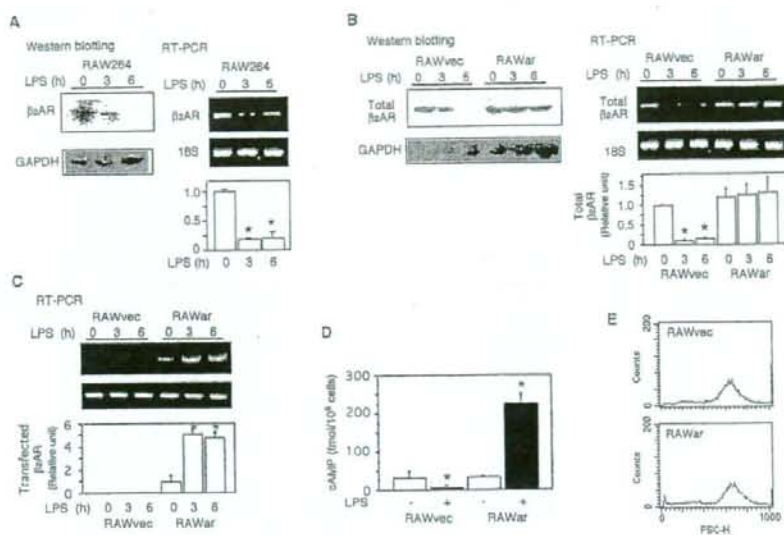 A
Western blotting
RAW264
LPS (h) 0 3 6
β₂AR
GAPDH
RT-PCR
RAW264
LPS (h) 0 3 6
β₂AR
18S
1.0
0.5
0
* *
LPS (h) 0 3 6
B
Western blotting
RAWvec RAWar
LPS (h) 0 3 6 0 3 6
Total
β₂AR
GAPDH
RT-PCR
RAWvec RAWar
LPS (h) 0 3 6 0 3 6
Total
β₂AR
18S
Total
β₂AR
(Relative unit)
1.5
1.0
0.5
0
* *
LPS (h) 0 3 6 0 3 6
RAWvec RAWar
C
RT-PCR
RAWvec RAWar
LPS (h) 0 3 6 0 3 6
Transfected
β₂AR
(Relative unit)
6
4
2
0
* *
LPS (h) 0 3 6 0 3 6
RAWvec RAWar
D
cAMP (fmol/10⁶ cells)
300
200
100
0
* *
LPS - + - +
RAWvec RAWar
E
RAWvec
Counts
200
0
0 1000
RAWar
Counts
200
0
0 1000
FSC-H